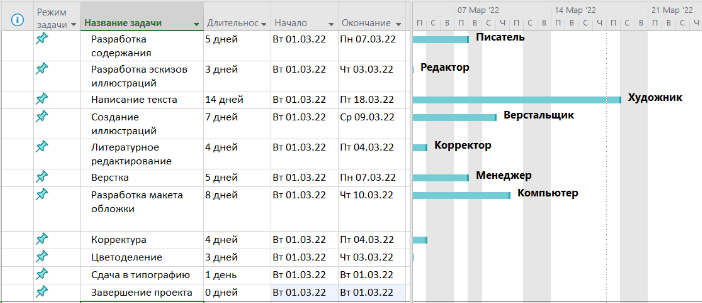 Режим задачи Название задачи Длительнос Начало Окончание
07 Мар '22 14 Мар '22 21 Мар '22
П С В П В С Ч П С В П В С Ч П С В П В С Ч
Разработка содержания 5 дней Вт 01.03.22 Пн 07.03.22 Писатель
Разработка эскизов иллюстраций 3 дней Вт 01.03.22 Чт 03.03.22 Редактор
Написание текста 14 дней Вт 01.03.22 Пт 18.03.22 Художник
Создание иллюстраций 7 дней Вт 01.03.22 Ср 09.03.22 Верстальщик
Литературное редактирование 4 дней Вт 01.03.22 Пт 04.03.22 Корректор
Верстка 5 дней Вт 01.03.22 Пн 07.03.22 Менеджер
Разработка макета обложки 8 дней Вт 01.03.22 Чт 10.03.22 Компьютер
Корректура 4 дней Вт 01.03.22 Пт 04.03.22
Цветоделение 3 дней Вт 01.03.22 Чт 03.03.22
Сдача в типографию 1 день Вт 01.03.22 Вт 01.03.22
Завершение проекта 0 дней Вт 01.03.22 Вт 01.03.22